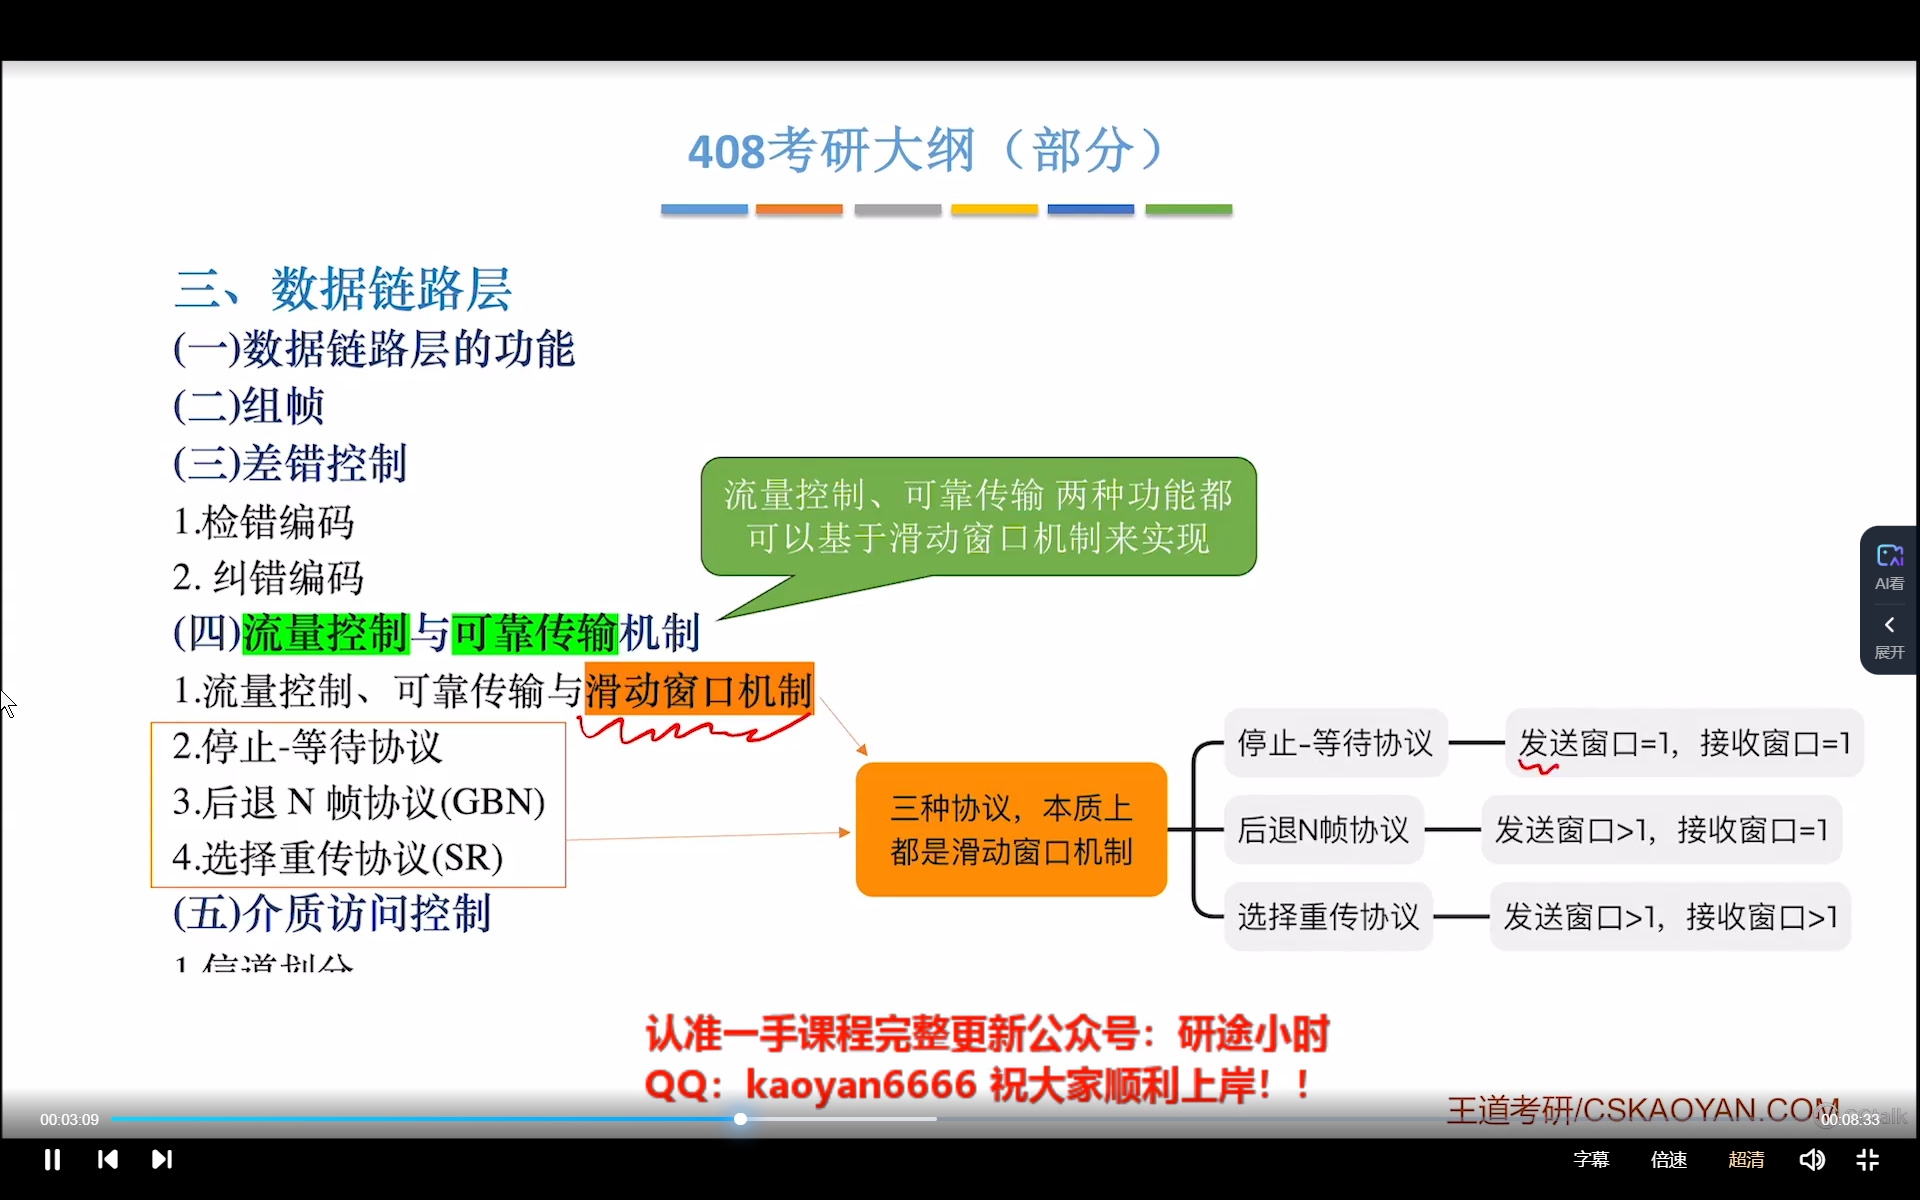 408考研大纲（部分）
三、数据链路层
(一)数据链路层的功能
(二)组帧
(三)差错控制
1.检错编码
2. 纠错编码
(四)流量控制与可靠传输机制
1.流量控制、可靠传输与滑动窗口机制
2.停止-等待协议
3.后退 N 帧协议(GBN)
4.选择重传协议(SR)
(五)介质访问控制
1.信道划分
流量控制、可靠传输 两种功能都
可以基于滑动窗口机制来实现
三种协议，本质上
都是滑动窗口机制
停止-等待协议
发送窗口=1，接收窗口=1
后退N帧协议
发送窗口>1，接收窗口=1
选择重传协议
发送窗口>1，接收窗口>1
AI看
展开
认准一手课程完整更新公众号：研途小时
QQ：kaoyan6666 祝大家顺利上岸！！
王道考研/CSKAOYAN.COM
00:03:09
00:08:33
字幕
倍速
超清